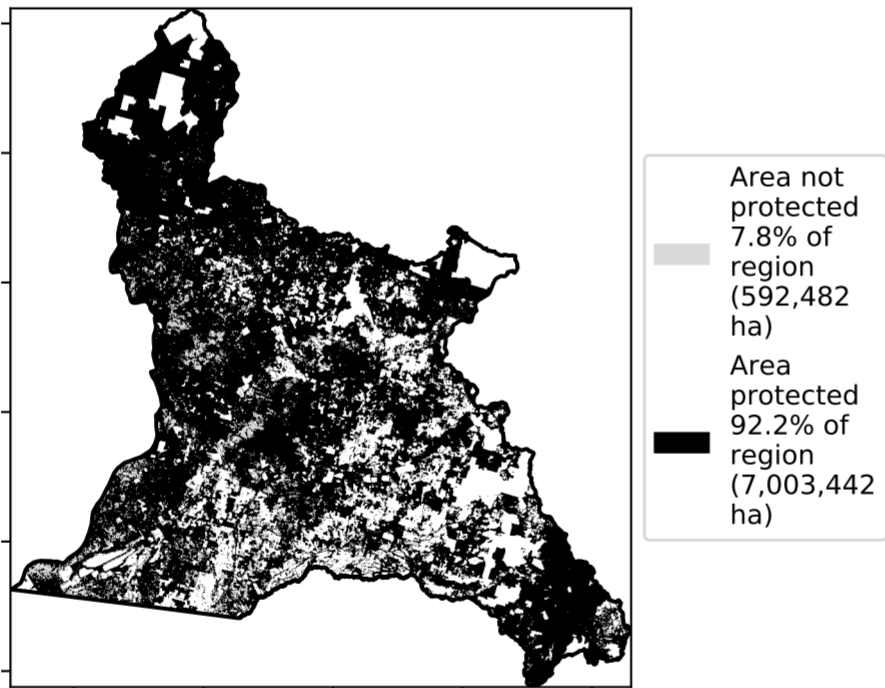 Area not
protected
7.8% of
region
(592,482
ha)
Area
protected
92.2% of
region
(7,003,442
ha)